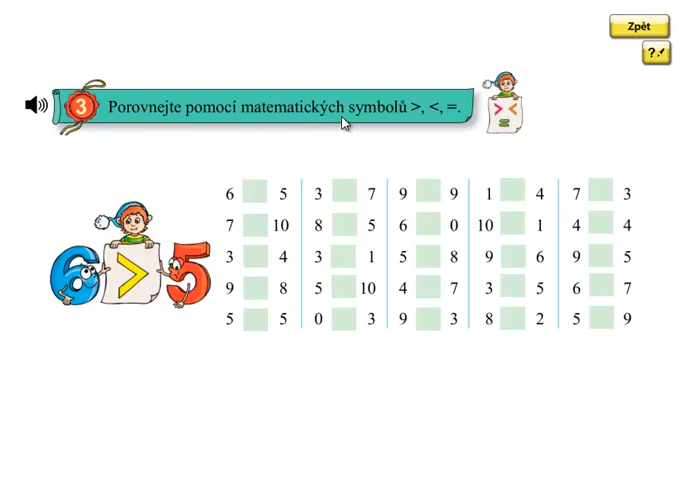 Zpět
?
3 Porovnejte pomocí matematických symbolů >, <, =.
> <
=
6 5 3 7 9 9 1 4 7 3
7 10 8 5 6 0 10 1 4 4
3 4 3 1 5 8 9 6 9 5
9 8 5 10 4 7 3 5 6 7
5 5 0 3 9 3 8 2 5 9
6 > 5